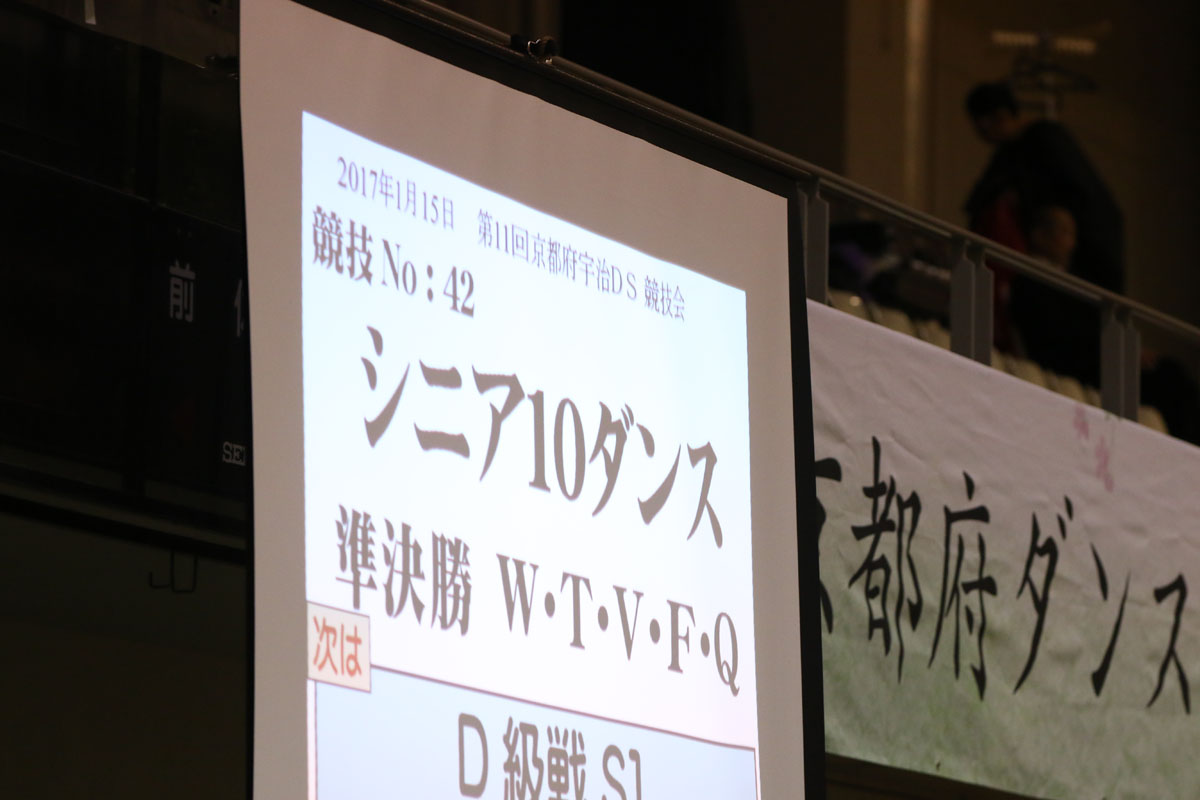 2017年1月15日　第11回京都府宇治DS 競技会
競技 No：42
シニア10ダンス
準決勝 W・T・V・F・Q
次は
D級戦 S1
前
都府ダンス